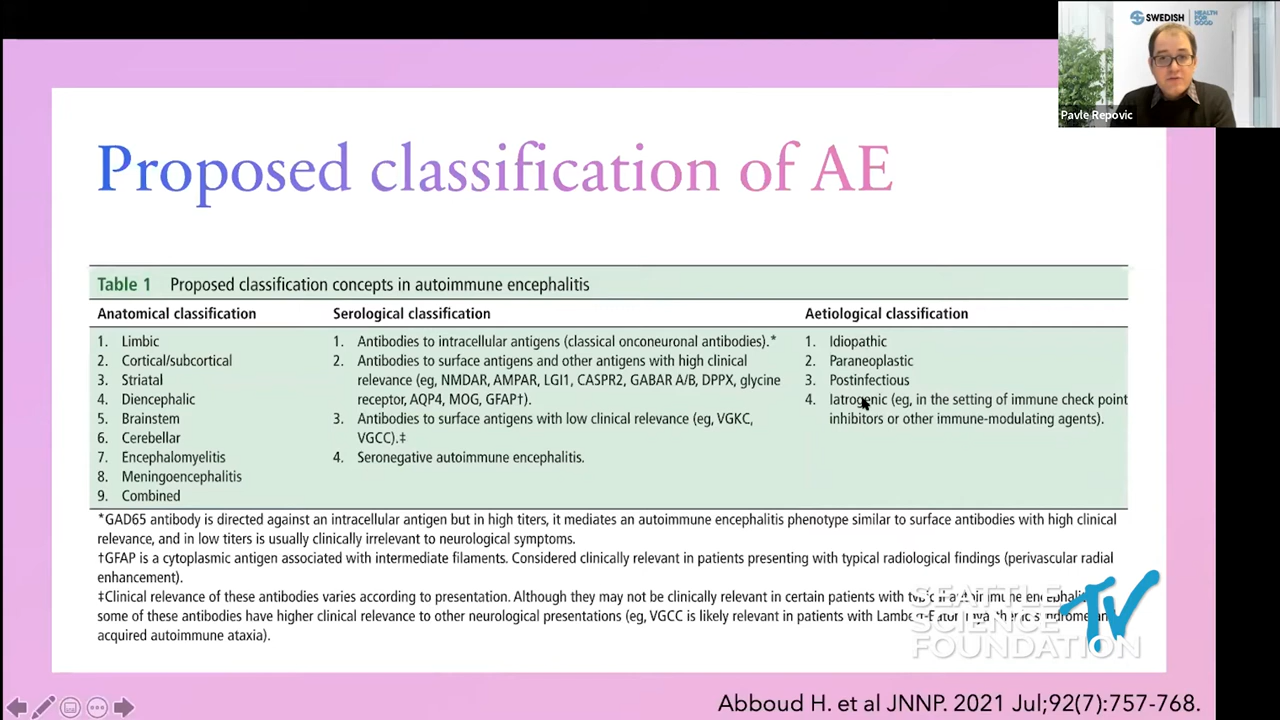 SWEDISH
HEALTH
FOR
GOOD
Pavle Repovic
Proposed classification of AE
Table 1 Proposed classification concepts in autoimmune encephalitis
Anatomical classification
1. Limbic
2. Cortical/subcortical
3. Striatal
4. Diencephalic
5. Brainstem
6. Cerebellar
7. Encephalomyelitis
8. Meningoencephalitis
9. Combined
Serological classification
1. Antibodies to intracellular antigens (classical onconeuronal antibodies).*
2. Antibodies to surface antigens and other antigens with high clinical
relevance (eg, NMDAR, AMPAR, LGI1, CASPR2, GABAR A/B, DPPX, glycine
receptor, AQP4, MOG, GFAP†).
3. Antibodies to surface antigens with low clinical relevance (eg, VGKC,
VGCC).‡
4. Seronegative autoimmune encephalitis.
Aetiological classification
1. Idiopathic
2. Paraneoplastic
3. Postinfectious
4. Iatrogenic (eg, in the setting of immune check point
inhibitors or other immune-modulating agents).
*GAD65 antibody is directed against an intracellular antigen but in high titers, it mediates an autoimmune encephalitis phenotype similar to surface antibodies with high clinical
relevance, and in low titers is usually clinically irrelevant to neurological symptoms.
†GFAP is a cytoplasmic antigen associated with intermediate filaments. Considered clinically relevant in patients presenting with typical radiological findings (perivascular radial
enhancement).
‡Clinical relevance of these antibodies varies according to presentation. Although they may not be clinically relevant in certain patients with
some of these antibodies have higher clinical relevance to other neurological presentations (eg, VGCC is likely relevant in patients with
acquired autoimmune ataxia).
SEATTLE
SCIENCE
FOUNDATION
TV
Abboud H. et al JNNP. 2021 Jul;92(7):757-768.